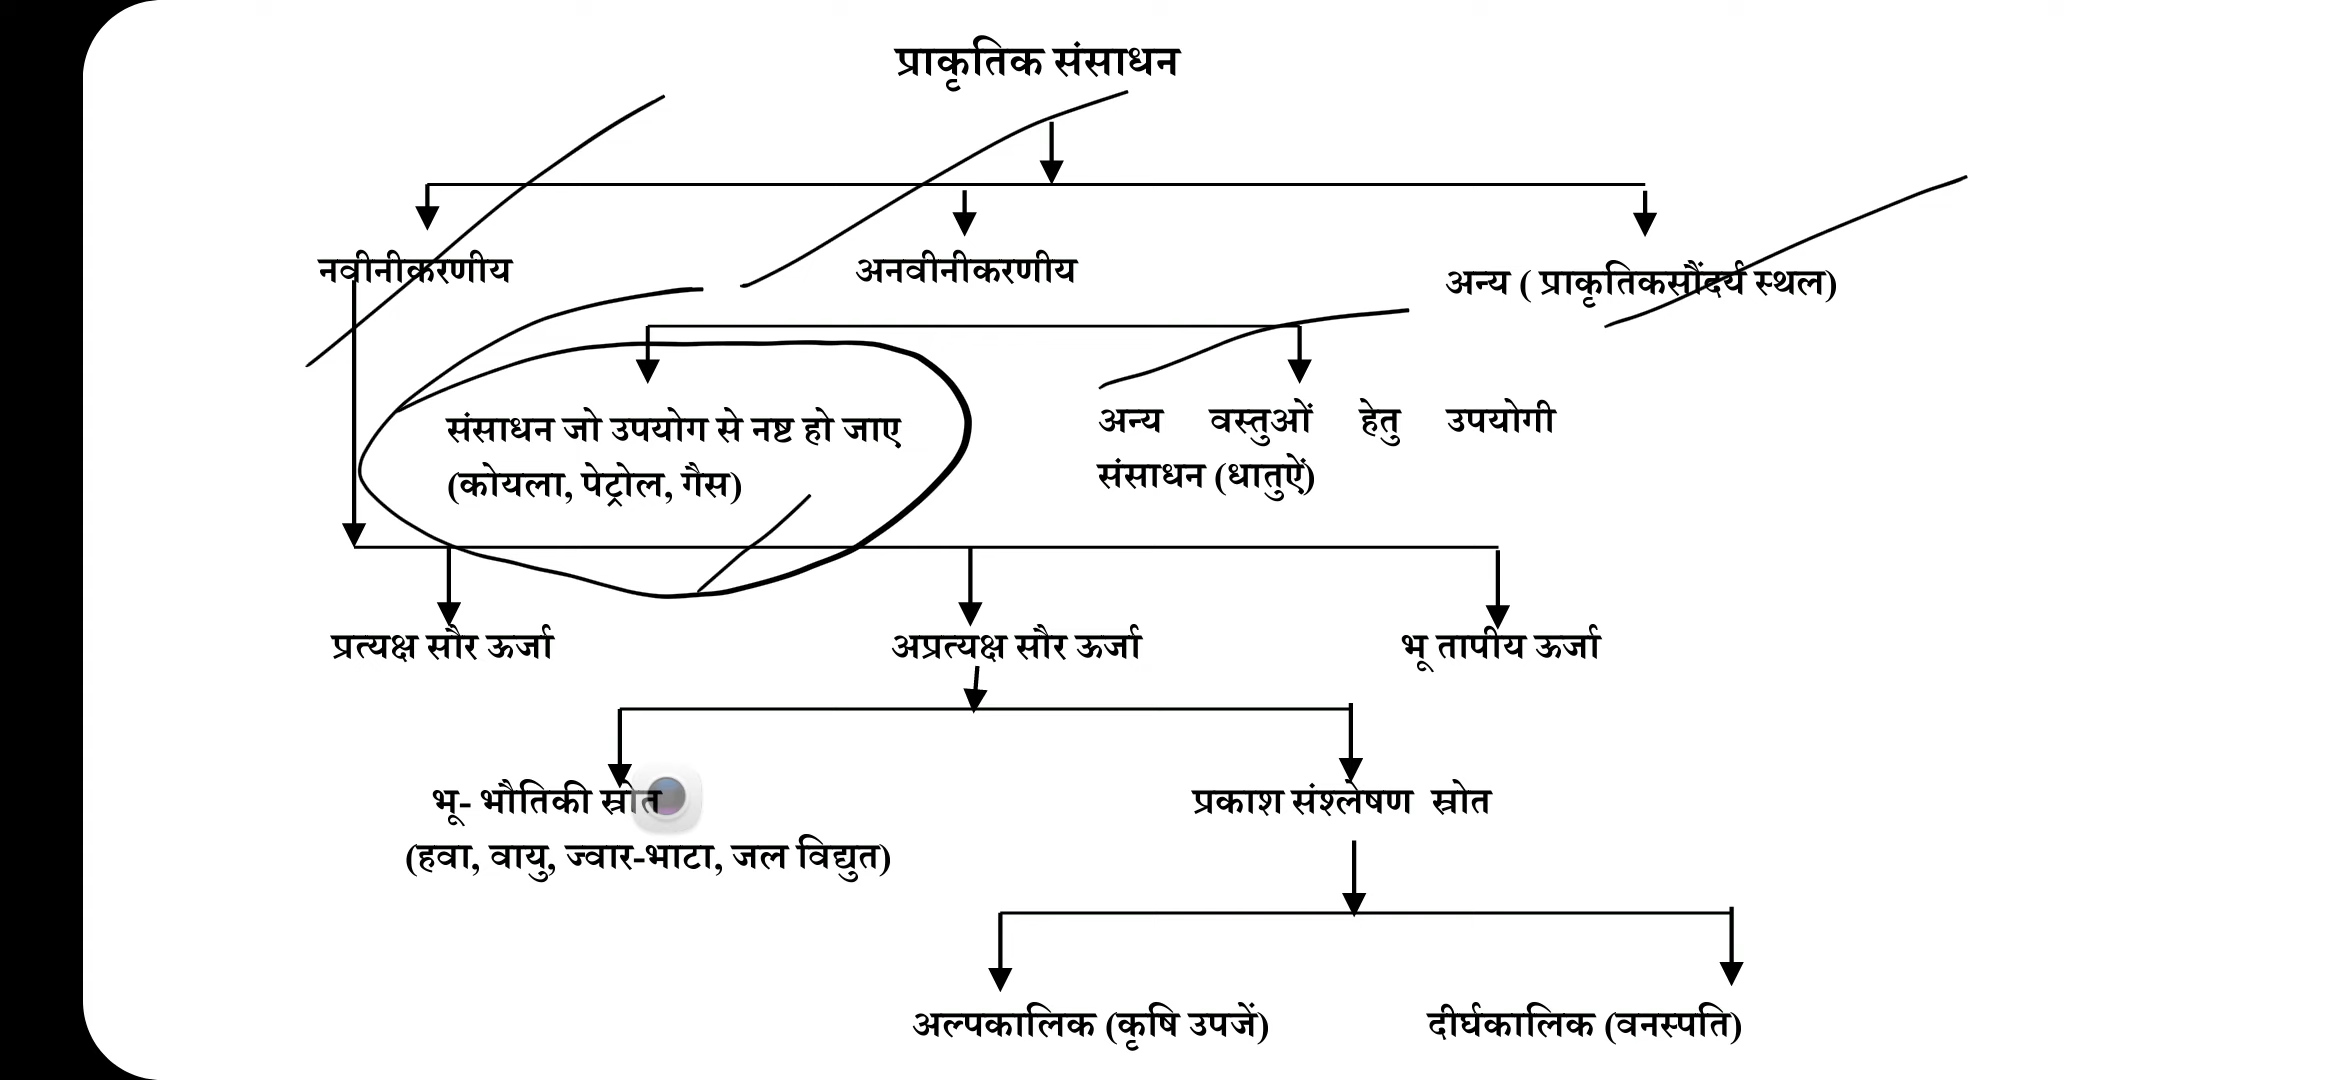 प्राकृतिक संसाधन
नवीनीकरणीय
अनवीनीकरणीय
अन्य ( प्राकृतिकसौंदर्य स्थल)
संसाधन जो उपयोग से नष्ट हो जाए
(कोयला, पेट्रोल, गैस)
अन्य वस्तुओं हेतु उपयोगी
संसाधन (धातुऐं)
प्रत्यक्ष सौर ऊर्जा
अप्रत्यक्ष सौर ऊर्जा
भू तापीय ऊर्जा
भू- भौतिकी स्रोत
(हवा, वायु, ज्वार-भाटा, जल विद्युत)
प्रकाश संश्लेषण स्रोत
अल्पकालिक (कृषि उपजें)
दीर्घकालिक (वनस्पति)